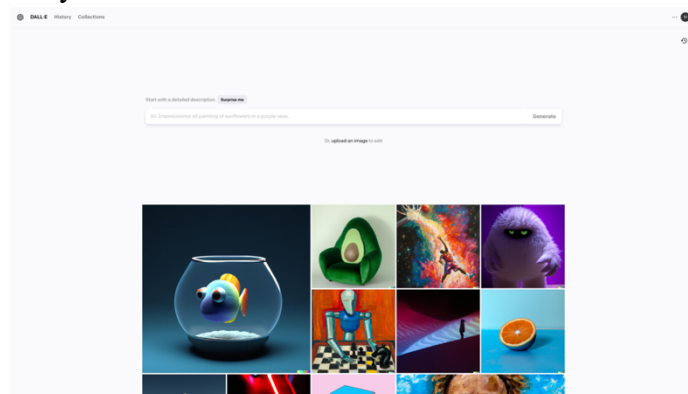 DALL·E History Collections
Start with a detailed description Surprise me
An Impressionist oil painting of sunflowers in a purple vase… Generate
Or, upload an image to edit